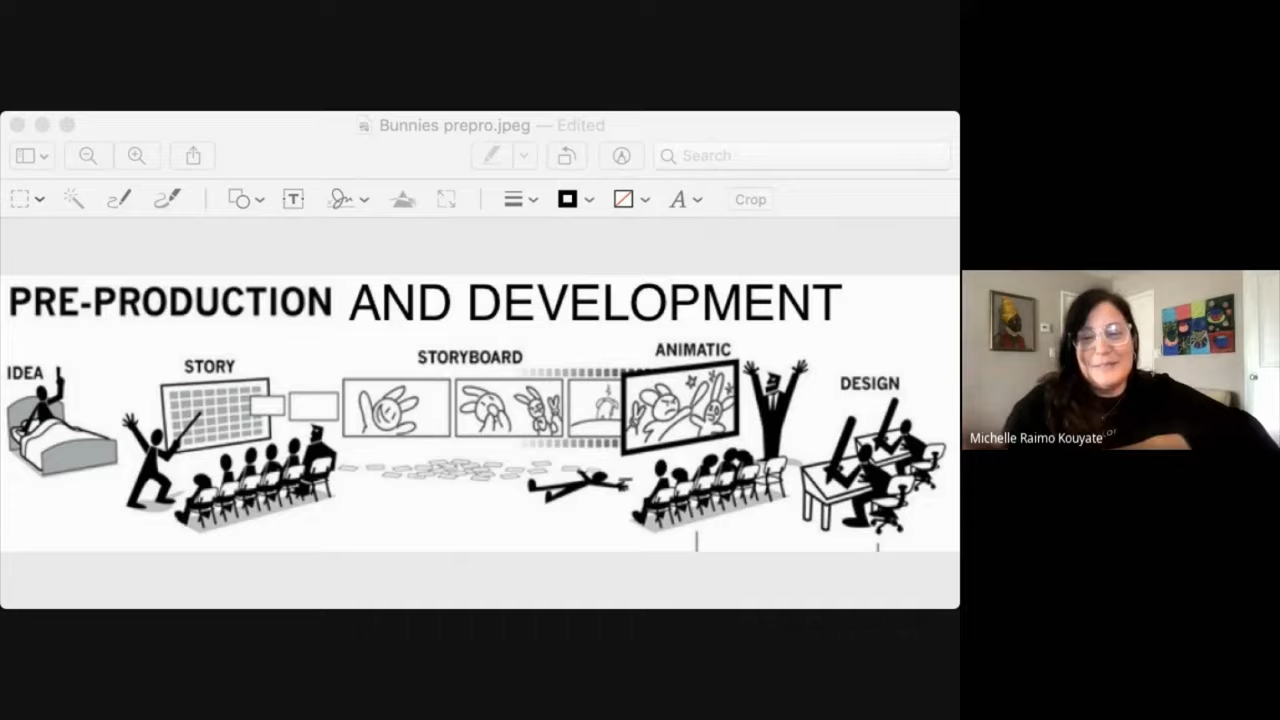 Bunnies prepro.jpeg — Edited
Search
Crop
PRE-PRODUCTION AND DEVELOPMENT
IDEA
STORY
STORYBOARD
ANIMATIC
DESIGN
Michelle Raimo Kouyate